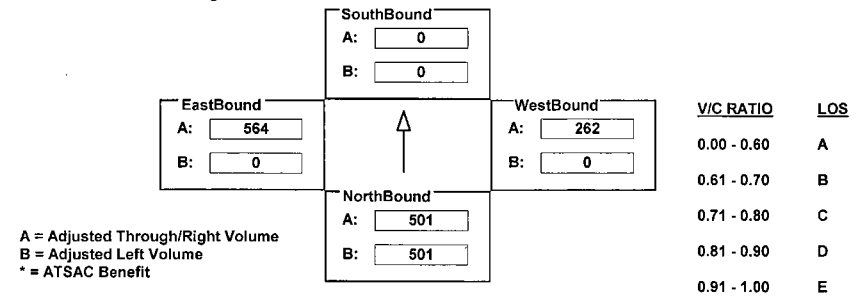 SouthBound
A: 0
B: 0
EastBound
A: 564
B: 0
WestBound
A: 262
B: 0
NorthBound
A: 501
B: 501
A = Adjusted Through/Right Volume
B = Adjusted Left Volume
* = ATSAC Benefit
V/C RATIO LOS
0.00 - 0.60 A
0.61 - 0.70 B
0.71 - 0.80 C
0.81 - 0.90 D
0.91 - 1.00 E